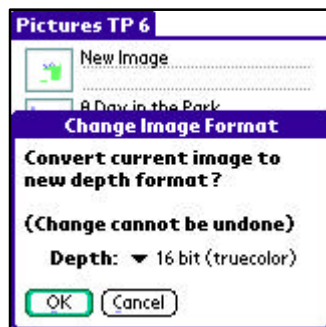 Pictures TP 6
New Image
A Day in the Park
Change Image Format
Convert current image to
new depth format?
(Change cannot be undone)
Depth: 16 bit (truecolor)
OK Cancel